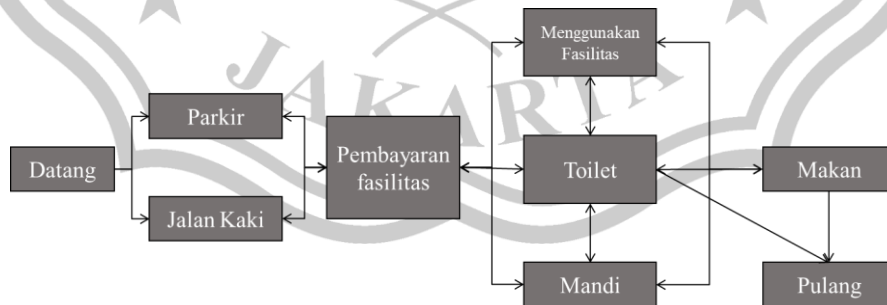 JAKARTA
Menggunakan
Fasilitas
Parkir
Datang
Pembayaran
fasilitas
Toilet
Makan
Jalan Kaki
Mandi
Pulang